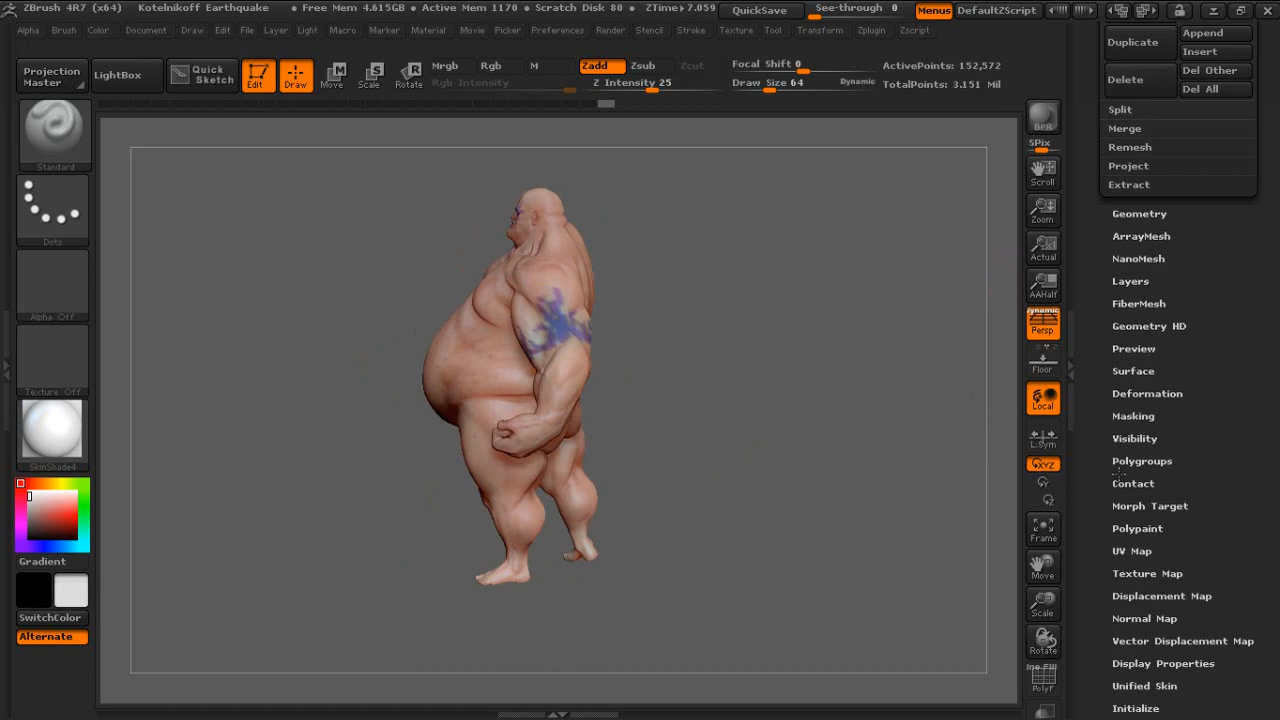 ZBrush 4R7 (x64) Kotelnikoff Earthquake • Free Mem 4.615GB • Active Mem 1170 • Scratch Disk 80 • ZTime▸7.059 QuickSave See-through 0 Menus DefaultZScript
Alpha Brush Color Document Draw Edit File Layer Light Macro Marker Material Movie Picker Preferences Render Stencil Stroke Texture Tool Transform Zplugin Zscript
Projection Master
LightBox
Quick Sketch
Edit
Draw
Move
Scale
Rotate
Mrgb Rgb M
Rgb Intensity
Zadd Zsub Zcut
Z Intensity 25
Focal Shift 0
Draw Size 64
Dynamic
ActivePoints: 152,572
TotalPoints: 3.151 Mil
Standard
Dots
Alpha Off
Texture Off
SkinShade4
Gradient
SwitchColor
Alternate
BPR
SPix
Scroll
Zoom
Actual
AAHalf
Dynamic
Persp
Floor
Local
L.Sym
XYZ
Y
Z
Frame
Move
Scale
Rotate
Line Fill
PolyF
Duplicate
Append
Insert
Delete
Del Other
Del All
Split
Merge
Remesh
Project
Extract
Geometry
ArrayMesh
NanoMesh
Layers
FiberMesh
Geometry HD
Preview
Surface
Deformation
Masking
Visibility
Polygroups
Contact
Morph Target
Polypaint
UV Map
Texture Map
Displacement Map
Normal Map
Vector Displacement Map
Display Properties
Unified Skin
Initialize